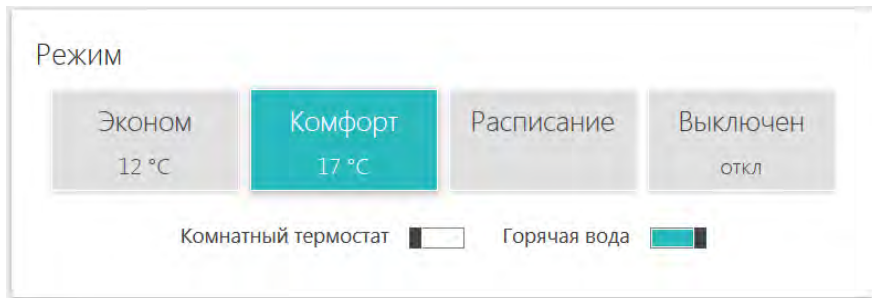 Режим
Эконом Комфорт Расписание Выключен
12 °C 17 °C откл
Комнатный термостат Горячая вода